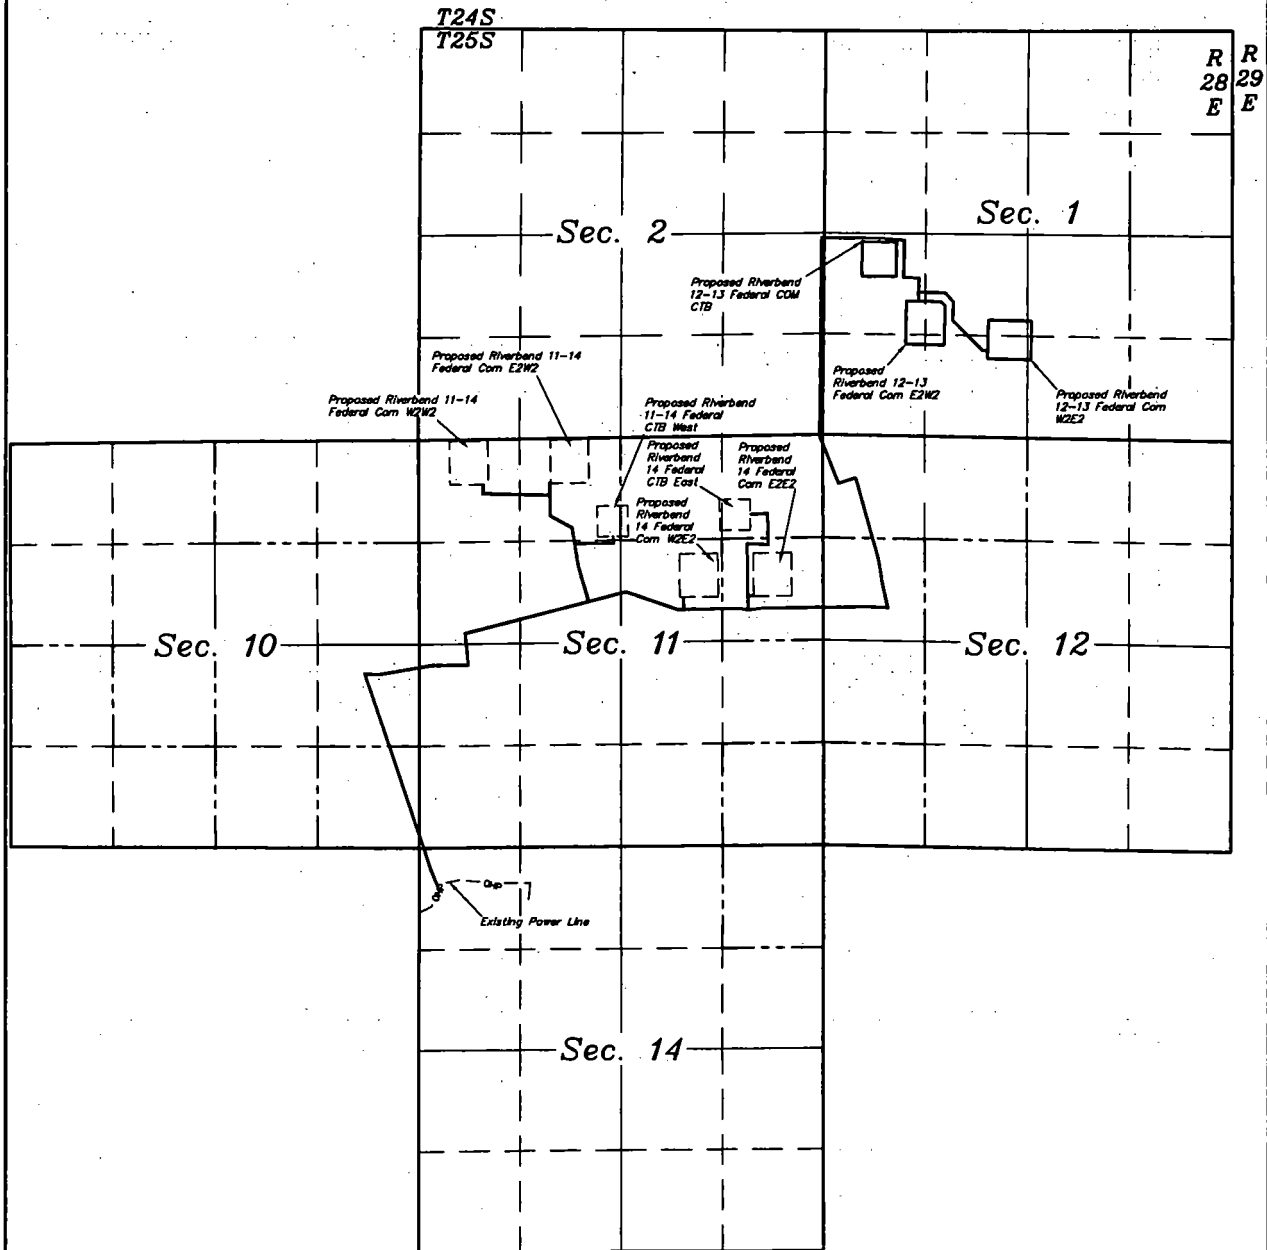 T24S
T25S
R R
28 29
E E
Sec. 1
Sec. 2
Proposed Riverbend
12-13 Federal COM
CTB
Proposed Riverbend 11-14
Federal Com E2W2
Proposed
Riverbend 12-13
Federal Com E2W2
Proposed Riverbend
12-13 Federal Com
W2E2
Proposed Riverbend 11-14
Federal Com W2W2
Proposed Riverbend
11-14 Federal
CTB West
Proposed
Riverbend
14 Federal
CTB East
Proposed
Riverbend
14 Federal
Com E2E2
Proposed
Riverbend
14 Federal
Com W2E2
Sec. 10
Sec. 11
Sec. 12
OHP
OHP
Existing Power Line
Sec. 14